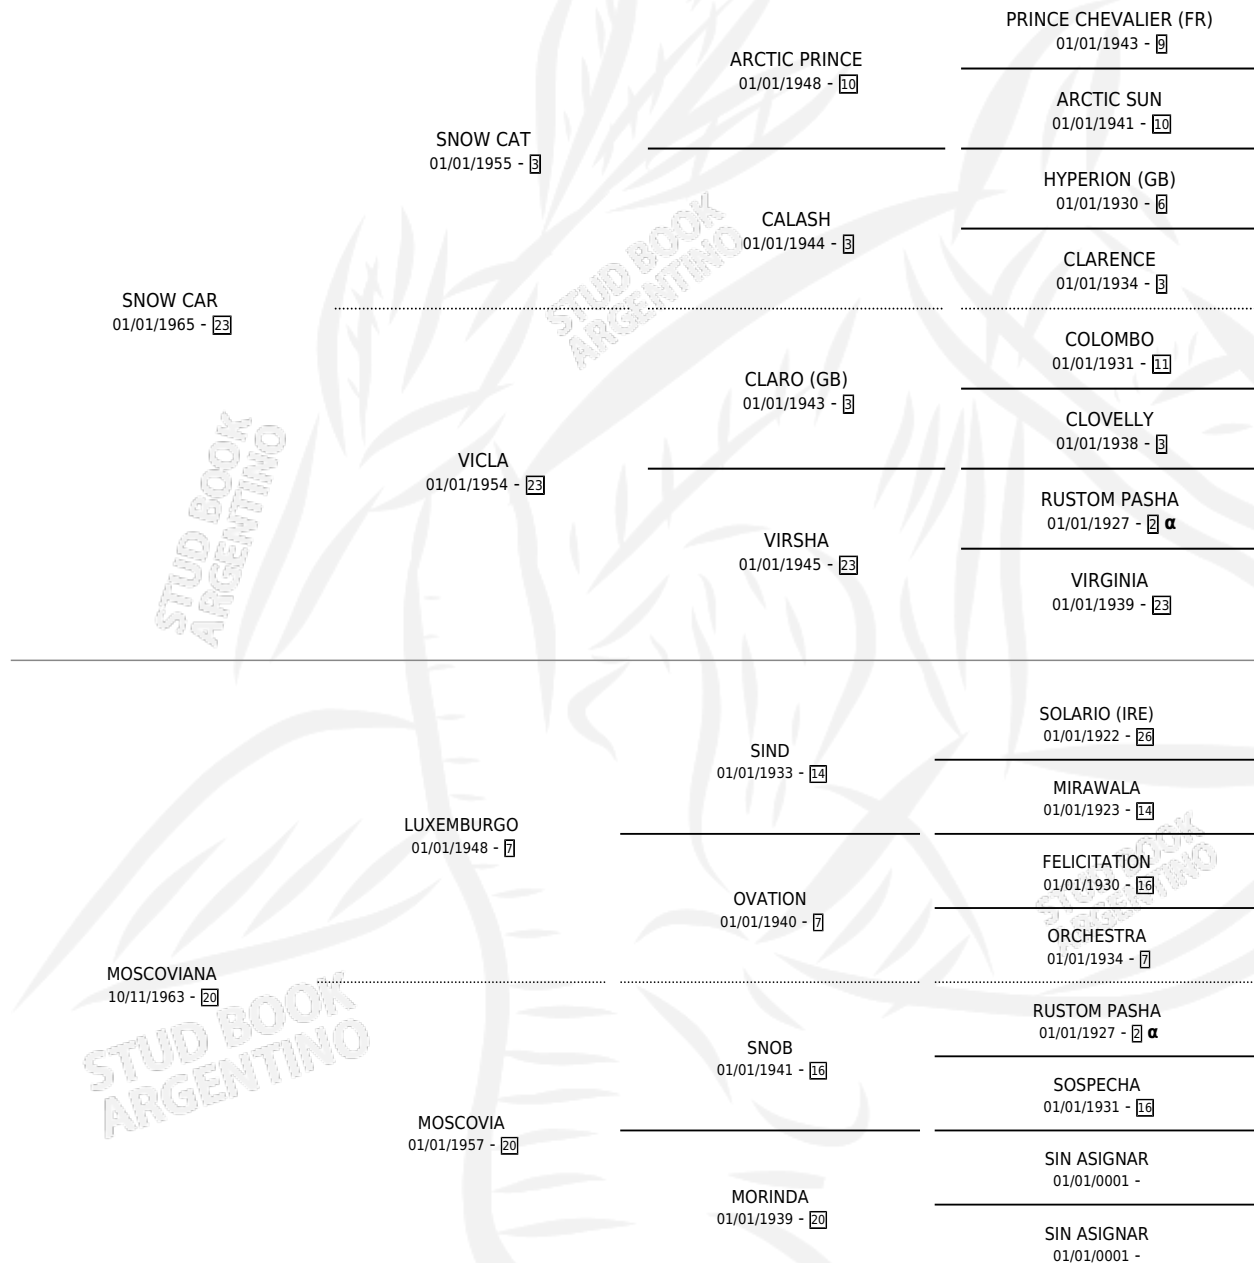 PRINCE CHEVALIER (FR)
01/01/1943 - 9
ARCTIC PRINCE
01/01/1948 - 10
ARCTIC SUN
01/01/1941 - 10
SNOW CAT
01/01/1955 - 3
HYPERION (GB)
01/01/1930 - 6
CALASH
01/01/1944 - 3
CLARENCE
01/01/1934 - 3
SNOW CAR
01/01/1965 - 23
COLOMBO
01/01/1931 - 11
CLARO (GB)
01/01/1943 - 3
CLOVELLY
01/01/1938 - 3
VICLA
01/01/1954 - 23
RUSTOM PASHA
01/01/1927 - 2 α
VIRSHA
01/01/1945 - 23
VIRGINIA
01/01/1939 - 23
SOLARIO (IRE)
01/01/1922 - 26
SIND
01/01/1933 - 14
MIRAWALA
01/01/1923 - 14
LUXEMBURGO
01/01/1948 - 7
FELICITATION
01/01/1930 - 16
OVATION
01/01/1940 - 7
ORCHESTRA
01/01/1934 - 7
MOSCOVIANA
10/11/1963 - 20
RUSTOM PASHA
01/01/1927 - 2 α
SNOB
01/01/1941 - 16
SOSPECHA
01/01/1931 - 16
MOSCOVIA
01/01/1957 - 20
SIN ASIGNAR
01/01/0001 -
MORINDA
01/01/1939 - 20
SIN ASIGNAR
01/01/0001 -
STUD BOOK
ARGENTINO
STUD BOOK
ARGENTINO
STUD BOOK
ARGENTINO
STUD BOOK
ARGENTINO